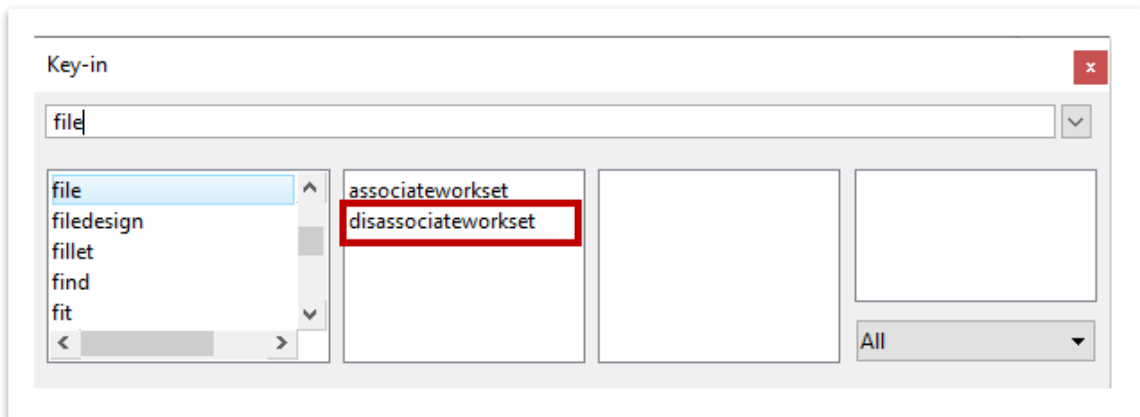 Key-in
x
file
file
filedesign
fillet
find
fit
associateworkset
disassociateworkset
All